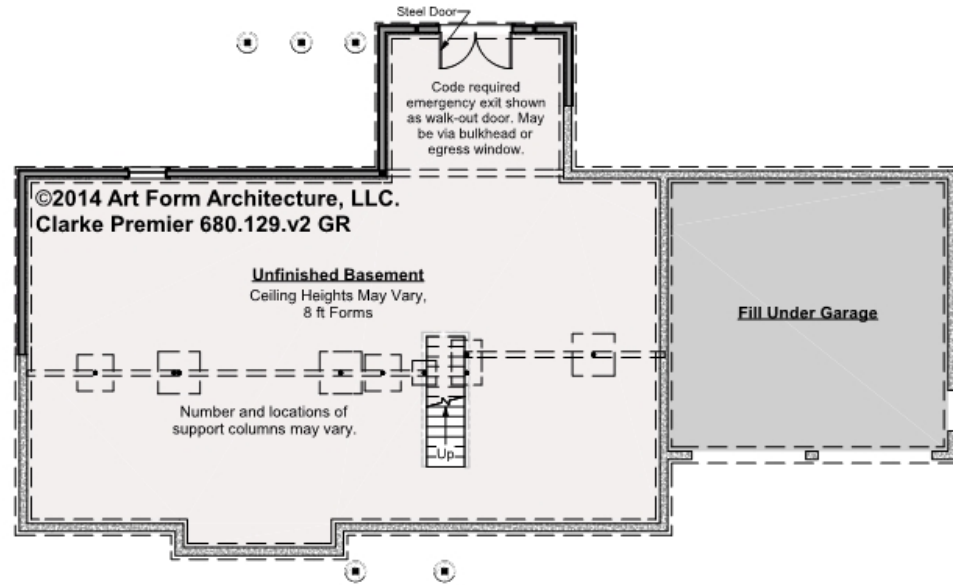 Steel Door
Code required
emergency exit shown
as walk-out door. May
be via bulkhead or
egress window.
©2014 Art Form Architecture, LLC.
Clarke Premier 680.129.v2 GR
Unfinished Basement
Ceiling Heights May Vary,
8 ft Forms
Fill Under Garage
Number and locations of
support columns may vary.
Up